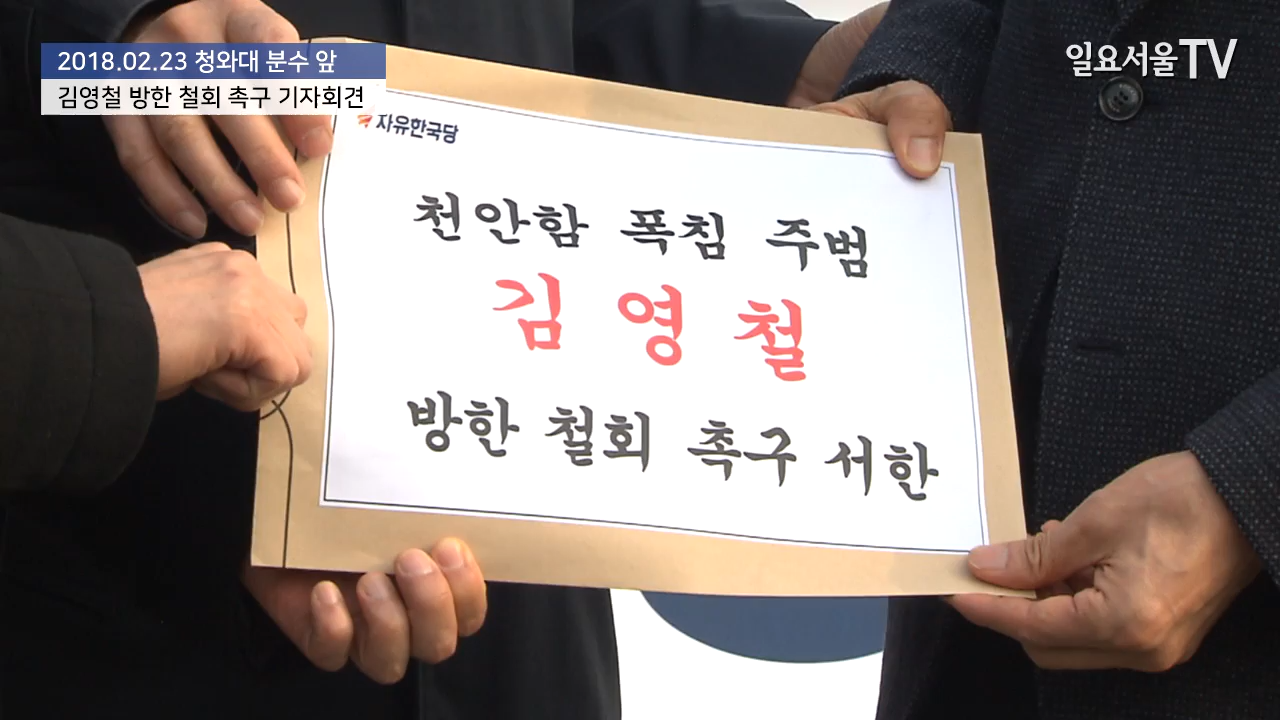 2018.02.23 청와대 분수 앞
김영철 방한 철회 촉구 기자회견
일요서울TV
자유한국당
천안함 폭침 주범
김영철
방한 철회 촉구 서한